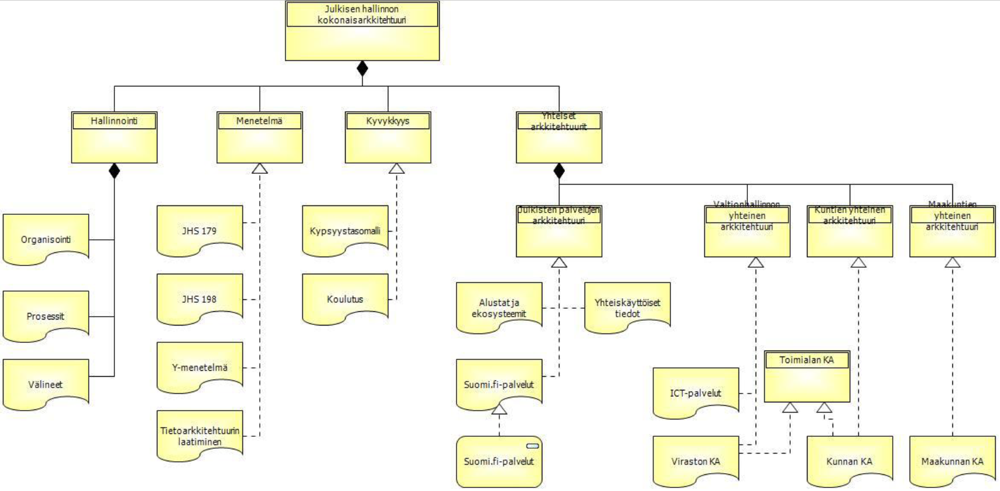 Julkisen hallinnon
kokonaisarkkitehtuuri
Hallinnointi
Menetelmä
Kyvykkyys
Yhteiset
arkkitehtuurit
Organisointi
Prosessit
Välineet
JHS 179
JHS 198
Y-menetelmä
Tietoarkkitehtuurin
laatiminen
Kypsyystasomalli
Koulutus
Julkisten palvelujen
arkkitehtuuri
Valtionhallinnon
yhteinen
arkkitehtuuri
Kuntien yhteinen
arkkitehtuuri
Maakuntien
yhteinen
arkkitehtuuri
Alustat ja
ekosysteemit
Yhteiskäyttöiset
tiedot
Suomi.fi-palvelut
Suomi.fi-palvelut
ICT-palvelut
Toimialan KA
Viraston KA
Kunnan KA
Maakunnan KA